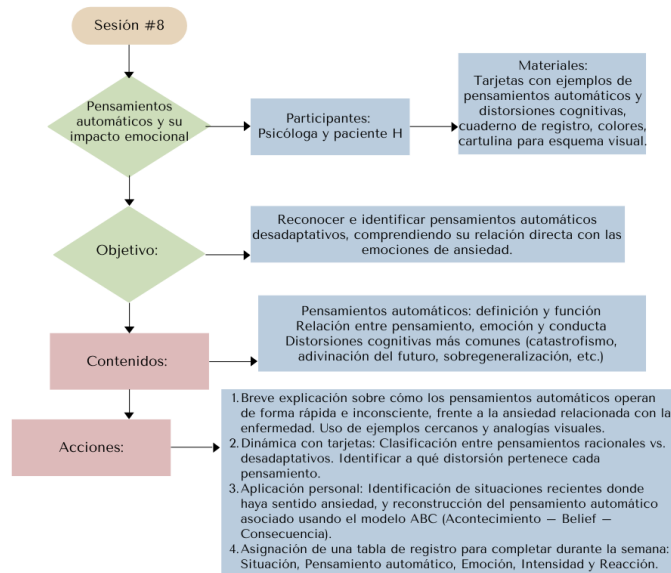 Sesión #8
Pensamientos
automáticos y su
impacto emocional
Participantes:
Psicóloga y paciente H
Materiales:
Tarjetas con ejemplos de
pensamientos automáticos y
distorsiones cognitivas,
cuaderno de registro, colores,
cartulina para esquema visual.
Objetivo:
Reconocer e identificar pensamientos automáticos
desadaptativos, comprendiendo su relación directa con las
emociones de ansiedad.
Contenidos:
Pensamientos automáticos: definición y función
Relación entre pensamiento, emoción y conducta
Distorsiones cognitivas más comunes (catastrofismo,
adivinación del futuro, sobregeneralización, etc.)
Acciones:
1. Breve explicación sobre cómo los pensamientos automáticos operan
de forma rápida e inconsciente, frente a la ansiedad relacionada con la
enfermedad. Uso de ejemplos cercanos y analogías visuales.
2. Dinámica con tarjetas: Clasificación entre pensamientos racionales vs.
desadaptativos. Identificar a qué distorsión pertenece cada
pensamiento.
3. Aplicación personal: Identificación de situaciones recientes donde
haya sentido ansiedad, y reconstrucción del pensamiento automático
asociado usando el modelo ABC (Acontecimiento – Belief –
Consecuencia).
4. Asignación de una tabla de registro para completar durante la semana:
Situación, Pensamiento automático, Emoción, Intensidad y Reacción.